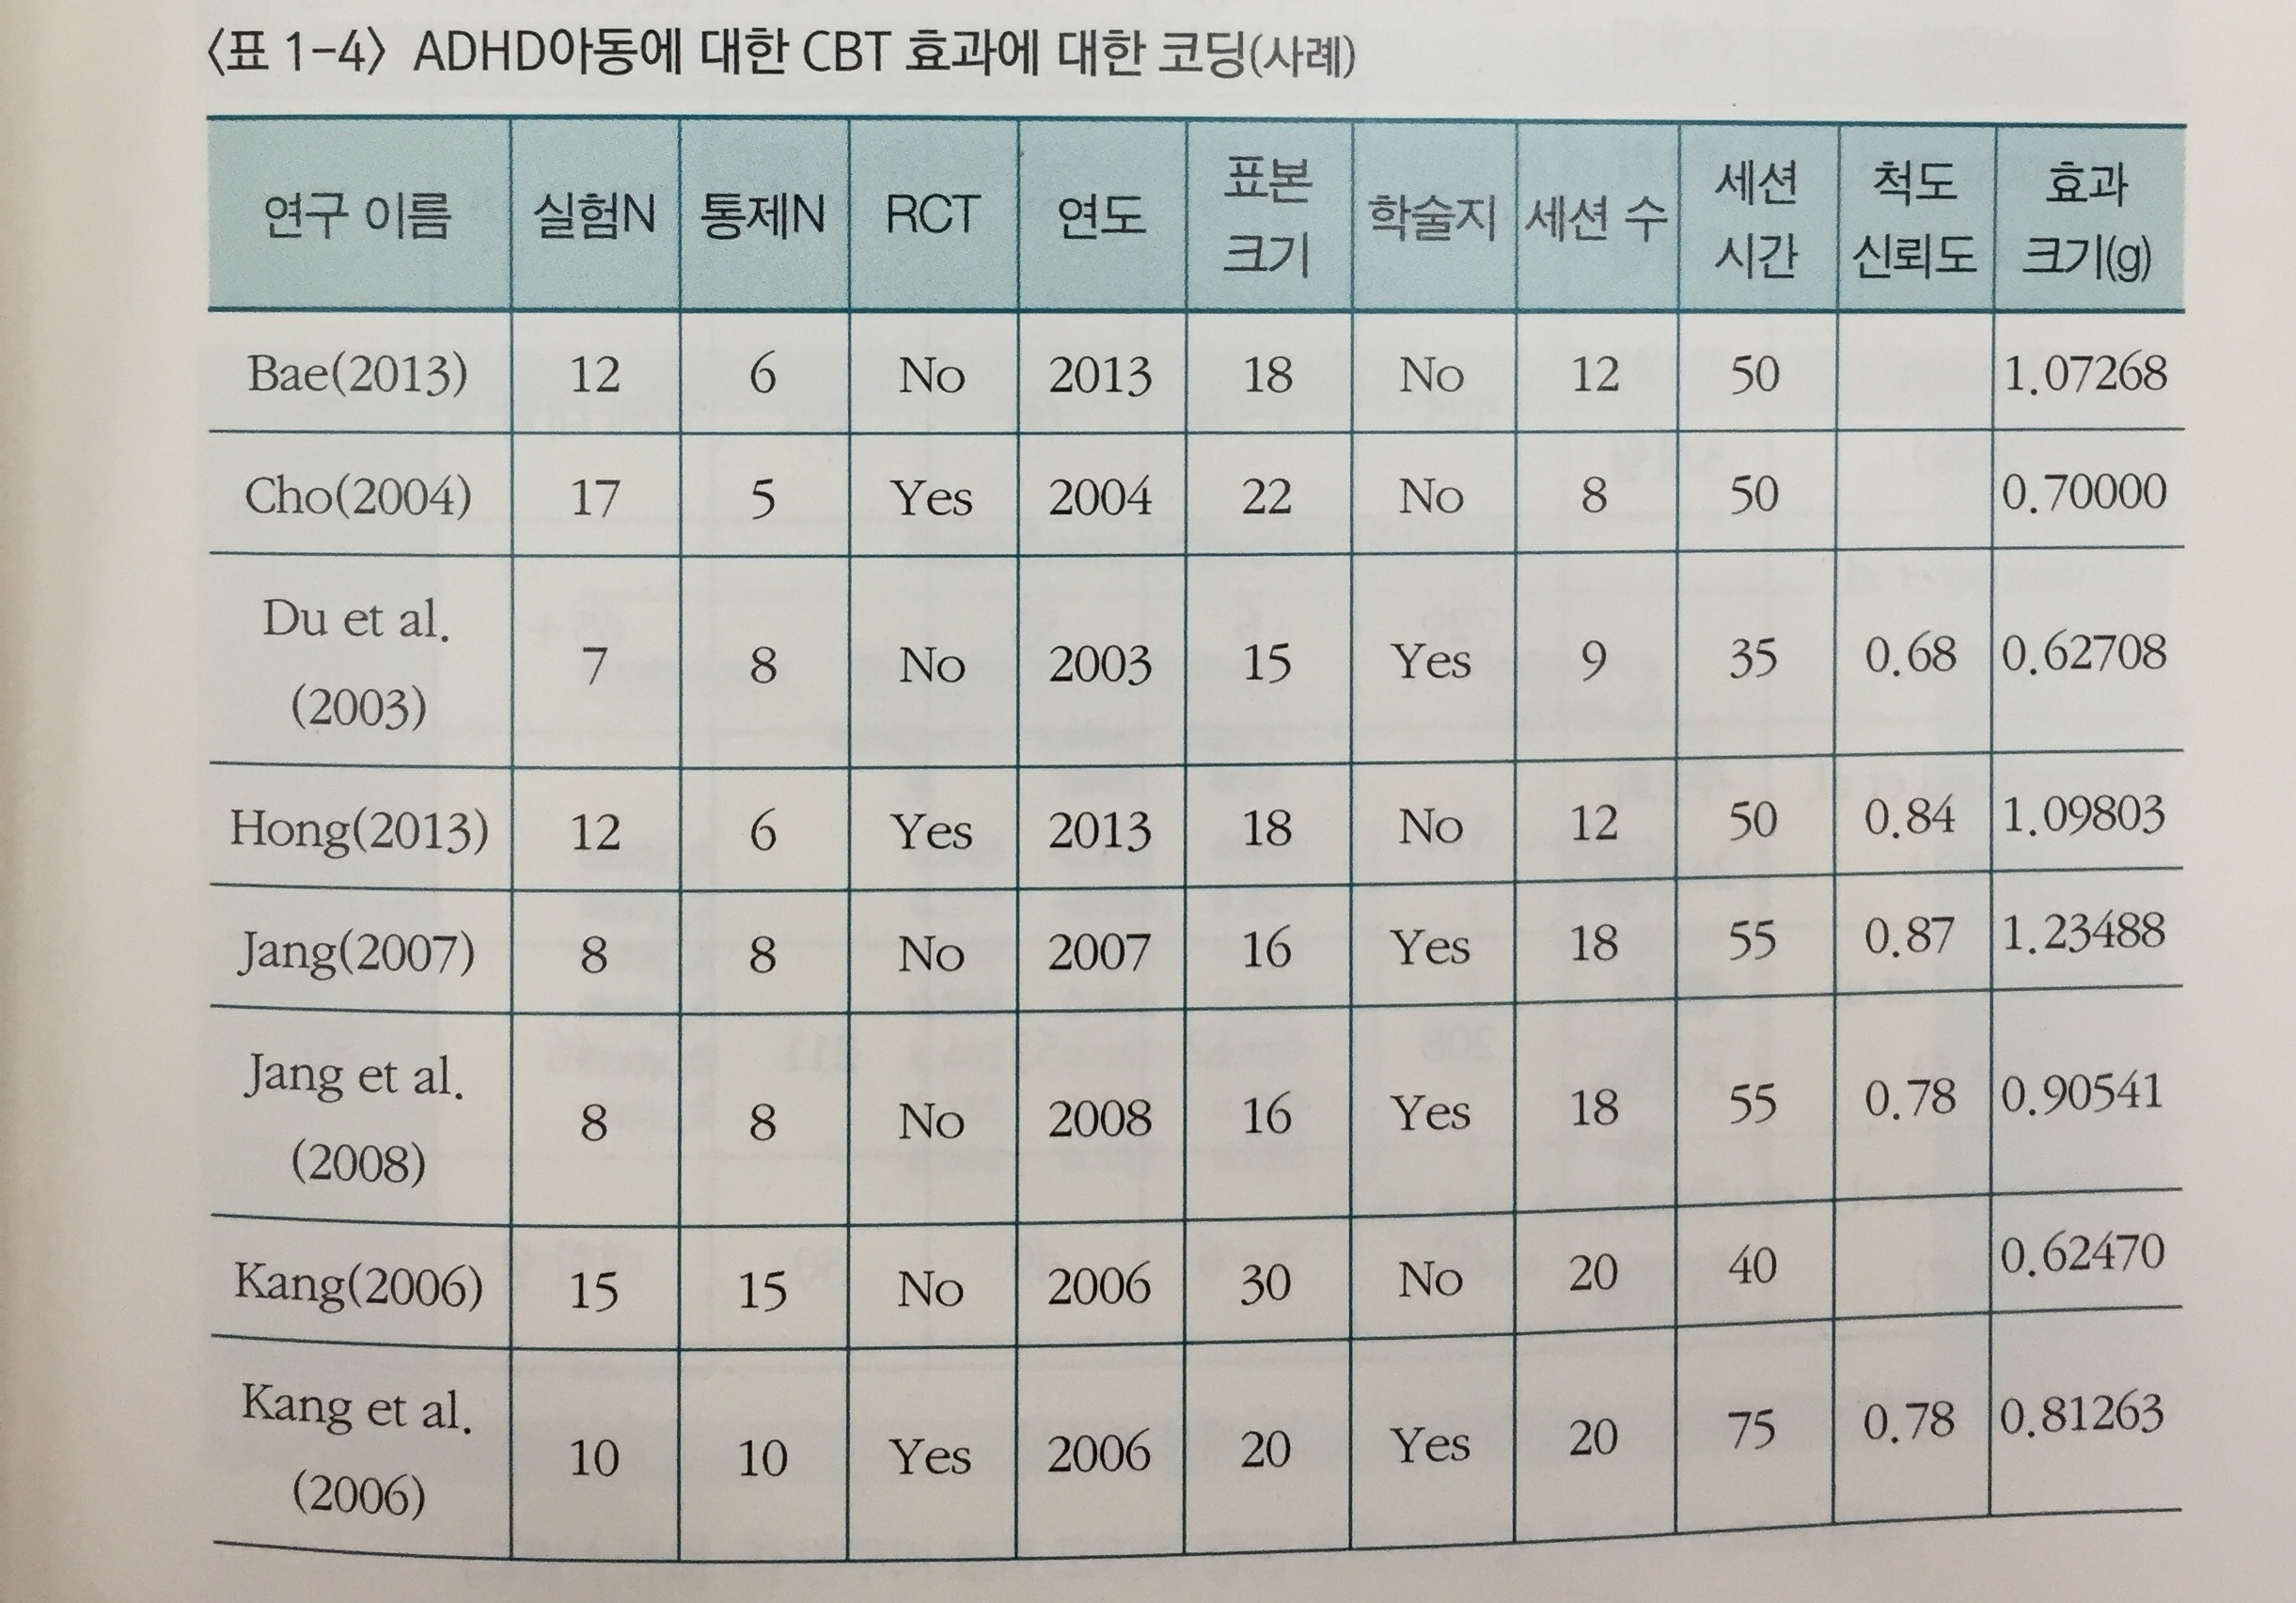 〈표 1-4〉 ADHD아동에 대한 CBT 효과에 대한 코딩(사례)
연구 이름 실험N 통제N RCT 연도 표본 크기 학술지 세션 수 세션 시간 척도 신뢰도 효과 크기(g)
Bae(2013) 12 6 No 2013 18 No 12 50 1.07268
Cho(2004) 17 5 Yes 2004 22 No 8 50 0.70000
Du et al. (2003) 7 8 No 2003 15 Yes 9 35 0.68 0.62708
Hong(2013) 12 6 Yes 2013 18 No 12 50 0.84 1.09803
Jang(2007) 8 8 No 2007 16 Yes 18 55 0.87 1.23488
Jang et al. (2008) 8 8 No 2008 16 Yes 18 55 0.78 0.90541
Kang(2006) 15 15 No 2006 30 No 20 40 0.62470
Kang et al. (2006) 10 10 Yes 2006 20 Yes 20 75 0.78 0.81263